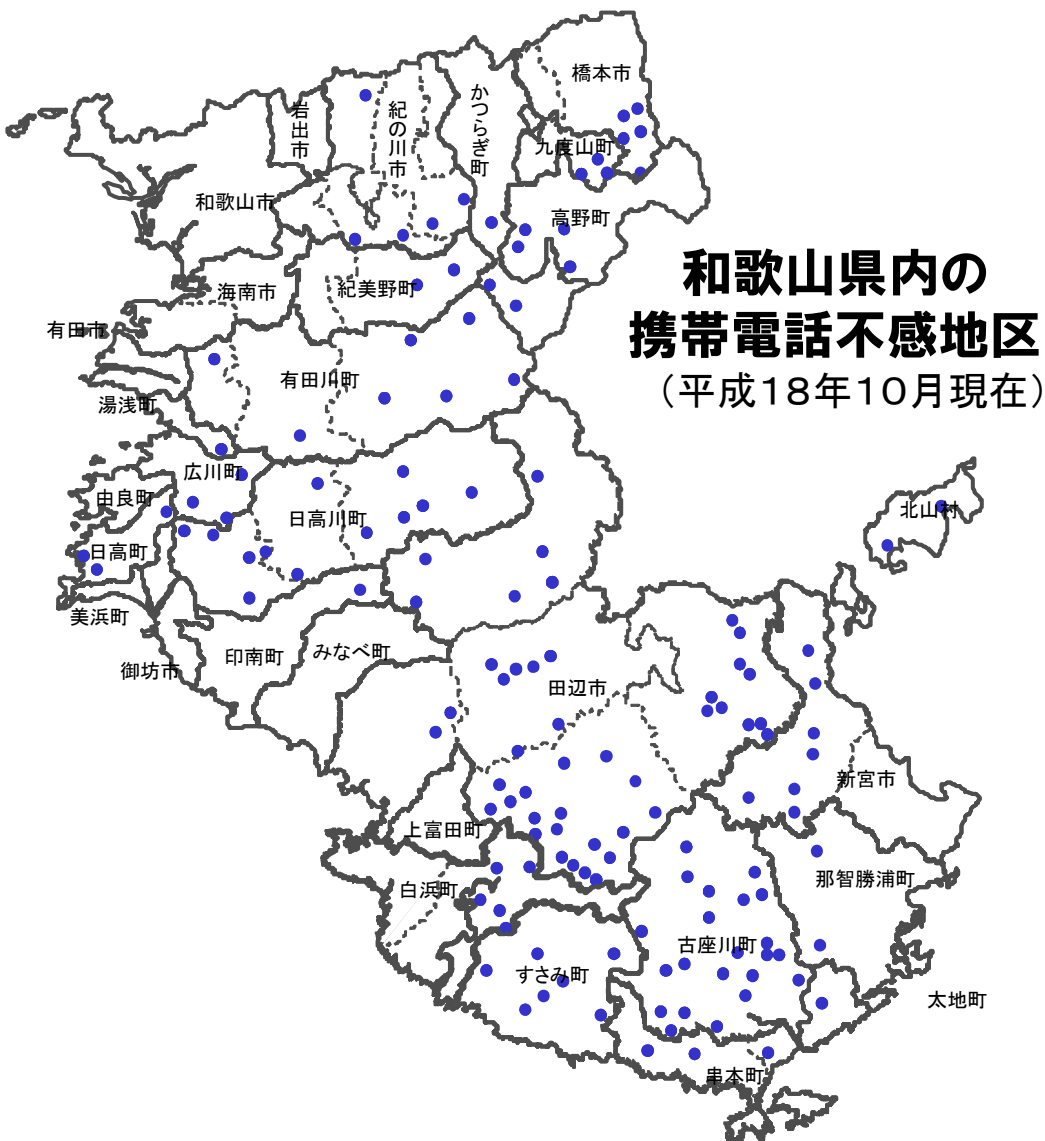 橋本市
かつらぎ町
紀の川市
岩出市
九度山町
和歌山市
高野町
和歌山県内の
携帯電話不感地区
（平成18年10月現在）
海南市
紀美野町
有田市
有田川町
湯浅町
広川町
由良町
日高川町
北山村
日高町
美浜町
御坊市
印南町
みなべ町
田辺市
新宮市
上富田町
白浜町
那智勝浦町
古座川町
すさみ町
太地町
串本町